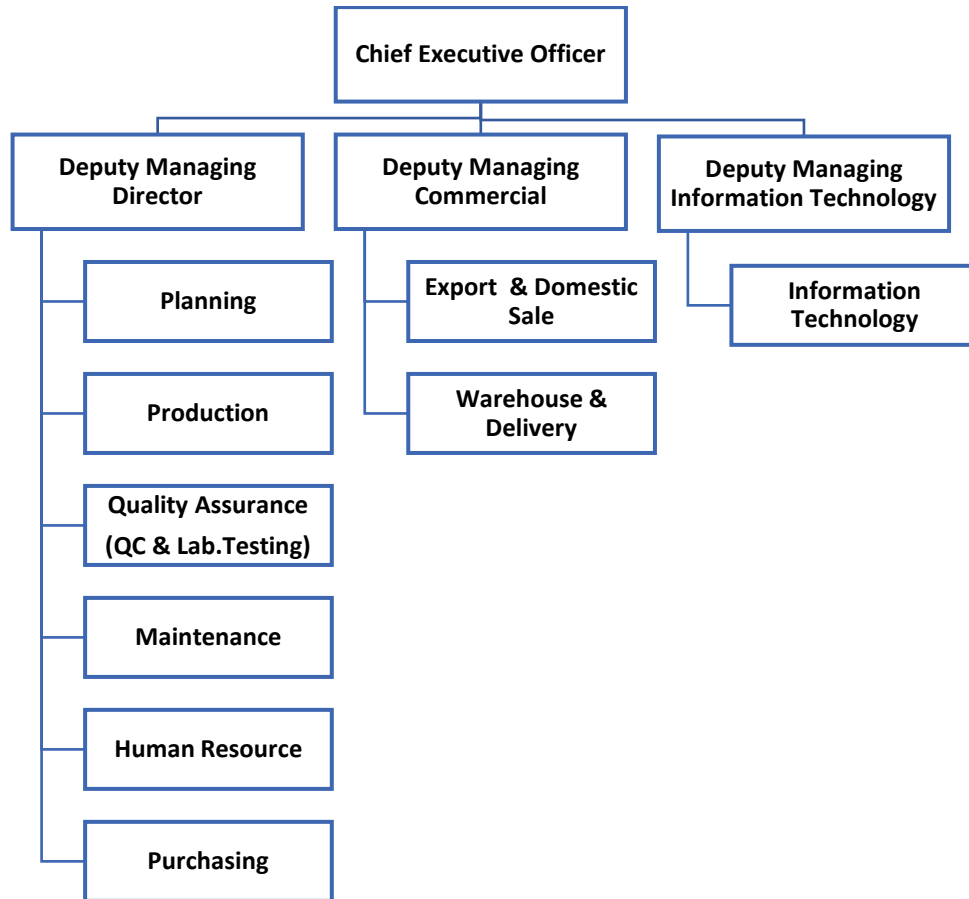 Chief Executive Officer
Deputy Managing
Director
Deputy Managing
Commercial
Deputy Managing
Information Technology
Planning
Production
Quality Assurance
(QC & Lab.Testing)
Maintenance
Human Resource
Purchasing
Export & Domestic
Sale
Warehouse &
Delivery
Information
Technology